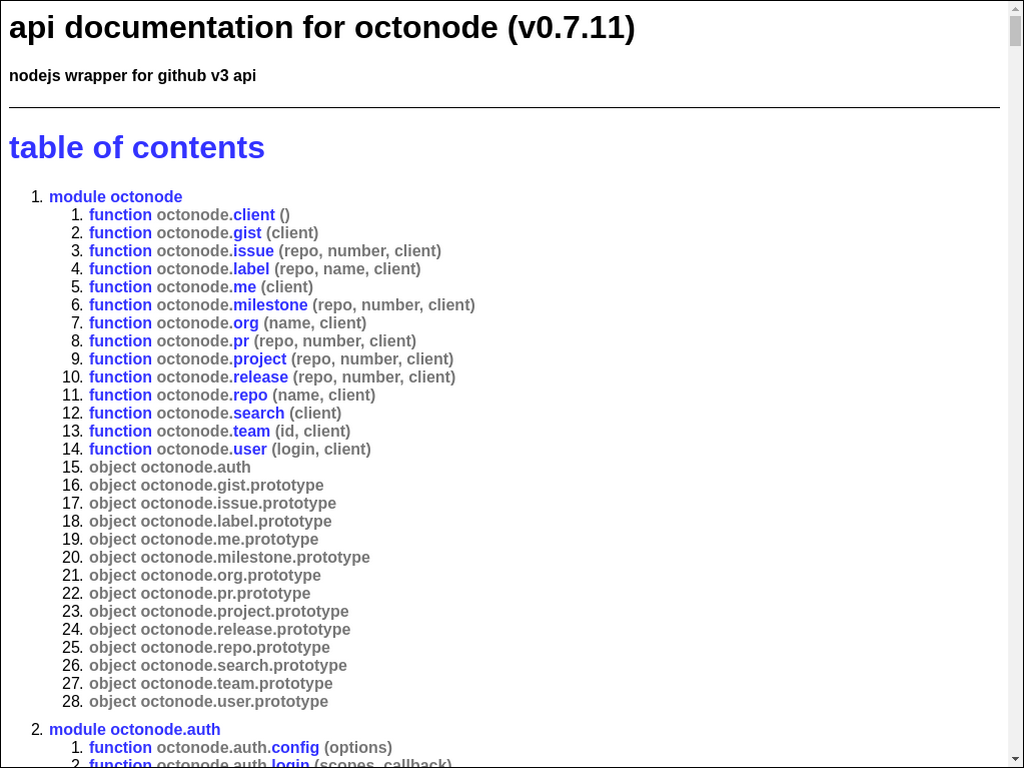 api documentation for octonode (v0.7.11)
nodejs wrapper for github v3 api
table of contents
1. module octonode
1. function octonode.client ()
2. function octonode.gist (client)
3. function octonode.issue (repo, number, client)
4. function octonode.label (repo, name, client)
5. function octonode.me (client)
6. function octonode.milestone (repo, number, client)
7. function octonode.org (name, client)
8. function octonode.pr (repo, number, client)
9. function octonode.project (repo, number, client)
10. function octonode.release (repo, number, client)
11. function octonode.repo (name, client)
12. function octonode.search (client)
13. function octonode.team (id, client)
14. function octonode.user (login, client)
15. object octonode.auth
16. object octonode.gist.prototype
17. object octonode.issue.prototype
18. object octonode.label.prototype
19. object octonode.me.prototype
20. object octonode.milestone.prototype
21. object octonode.org.prototype
22. object octonode.pr.prototype
23. object octonode.project.prototype
24. object octonode.release.prototype
25. object octonode.repo.prototype
26. object octonode.search.prototype
27. object octonode.team.prototype
28. object octonode.user.prototype
2. module octonode.auth
1. function octonode.auth.config (options)
2. function octonode.auth.login (scopes, callback)